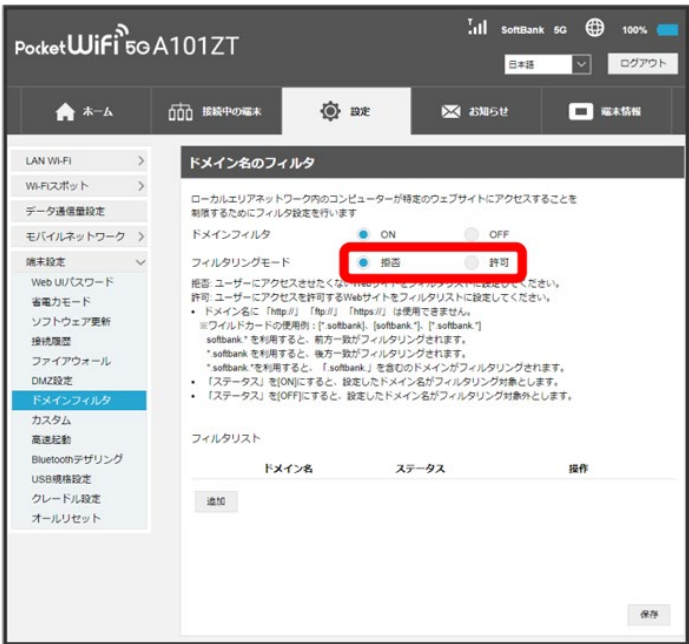 PocketWiFi 5G A101ZT
SoftBank 5G 100%
日本語 ログアウト
ホーム 接続中の端末 設定 お知らせ 端末情報
LAN Wi-Fi
Wi-Fiスポット
データ通信量設定
モバイルネットワーク
端末設定
Web UIパスワード
省電力モード
ソフトウェア更新
接続履歴
ファイアウォール
DMZ設定
ドメインフィルタ
カスタム
高速起動
Bluetoothテザリング
USB規格設定
クレードル設定
オールリセット
ドメイン名のフィルタ
ローカルエリアネットワーク内のコンピューターが特定のウェブサイトにアクセスすることを
制限するためにフィルタ設定を行います
ドメインフィルタ ON OFF
フィルタリングモード 拒否 許可
拒否: ユーザーにアクセスさせたくないWebサイトをフィルタリストに設定してください。
許可: ユーザーにアクセスを許可するWebサイトをフィルタリストに設定してください。
• ドメイン名に 「http://」 「ftp://」 「https://」 は使用できません。
※ワイルドカードの使用例 : [*.softbank]、[softbank.*]、[*.softbank.*]
softbank.* を利用すると、前方一致がフィルタリングされます。
*.softbank を利用すると、後方一致がフィルタリングされます。
*.softbank.*を利用すると、「.softbank.」を含むのドメインがフィルタリングされます。
• 「ステータス」を[ON]にすると、設定したドメイン名がフィルタリング対象とします。
• 「ステータス」を[OFF]にすると、設定したドメイン名がフィルタリング対象外とします。
フィルタリスト
ドメイン名 ステータス 操作
追加
保存